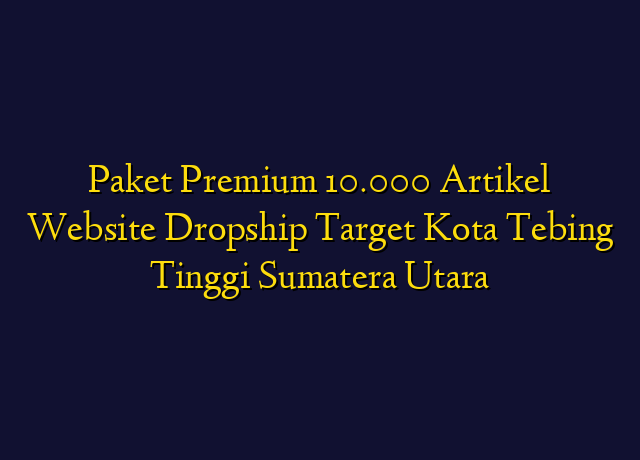 Paket Premium 10.000 Artikel
Website Dropship Target Kota Tebing
Tinggi Sumatera Utara